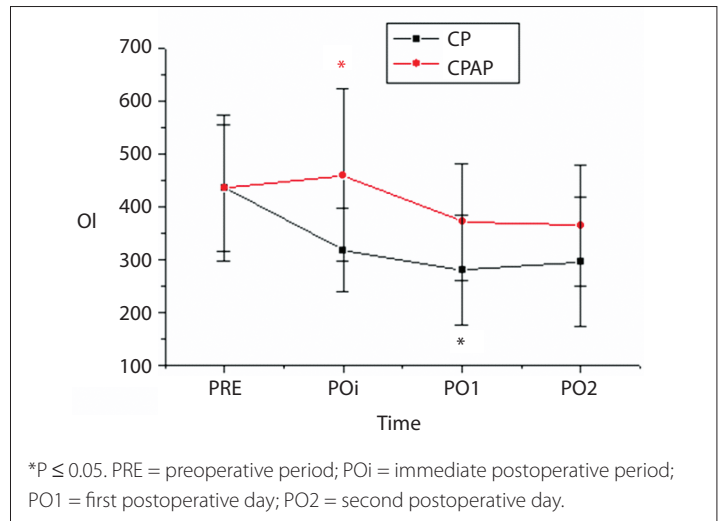 700
600
500
400
300
200
100
OI
CP
CPAP
*
*
PRE POi PO1 PO2
Time
*P ≤ 0.05. PRE = preoperative period; POi = immediate postoperative period;
PO1 = first postoperative day; PO2 = second postoperative day.